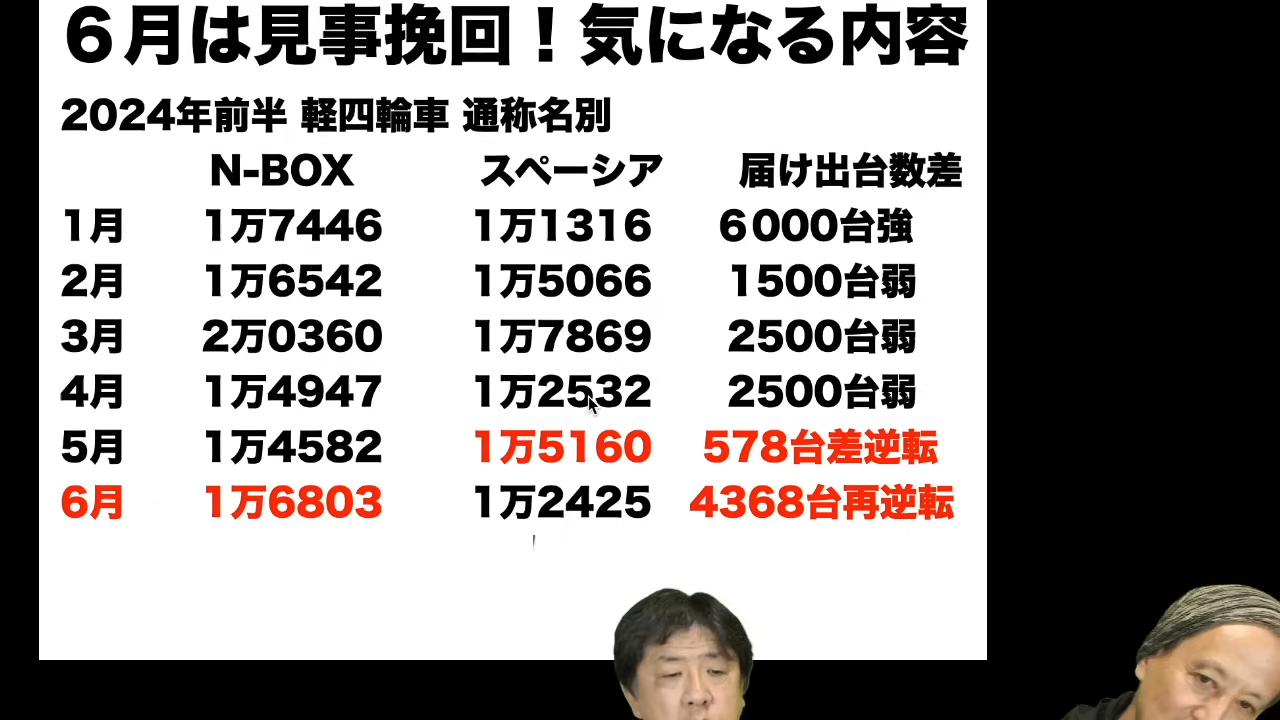 ６月は見事挽回！気になる内容
2024年前半 軽四輪車 通称名別
N-BOX スペーシア 届け出台数差
1月 1万7446 1万1316 6000台強
2月 1万6542 1万5066 1500台弱
3月 2万0360 1万7869 2500台弱
4月 1万4947 1万2532 2500台弱
5月 1万4582 1万5160 578台差逆転
6月 1万6803 1万2425 4368台再逆転